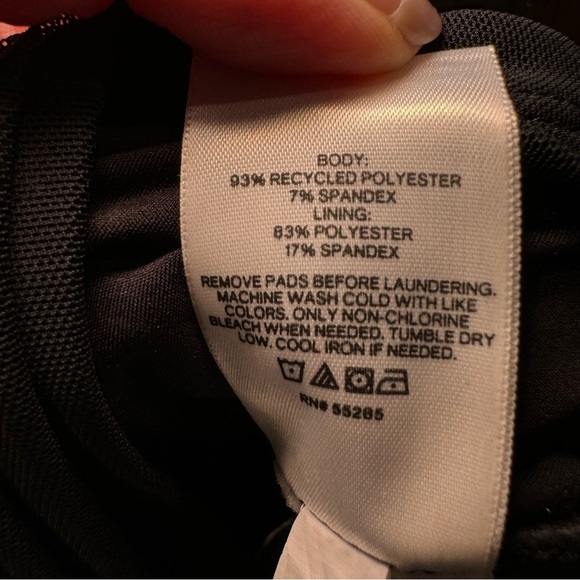 BODY:
93% RECYCLED POLYESTER
7% SPANDEX
LINING:
83% POLYESTER
17% SPANDEX
REMOVE PADS BEFORE LAUNDERING.
MACHINE WASH COLD WITH LIKE
COLORS. ONLY NON-CHLORINE
BLEACH WHEN NEEDED. TUMBLE DRY
LOW. COOL IRON IF NEEDED.
RN# 55285